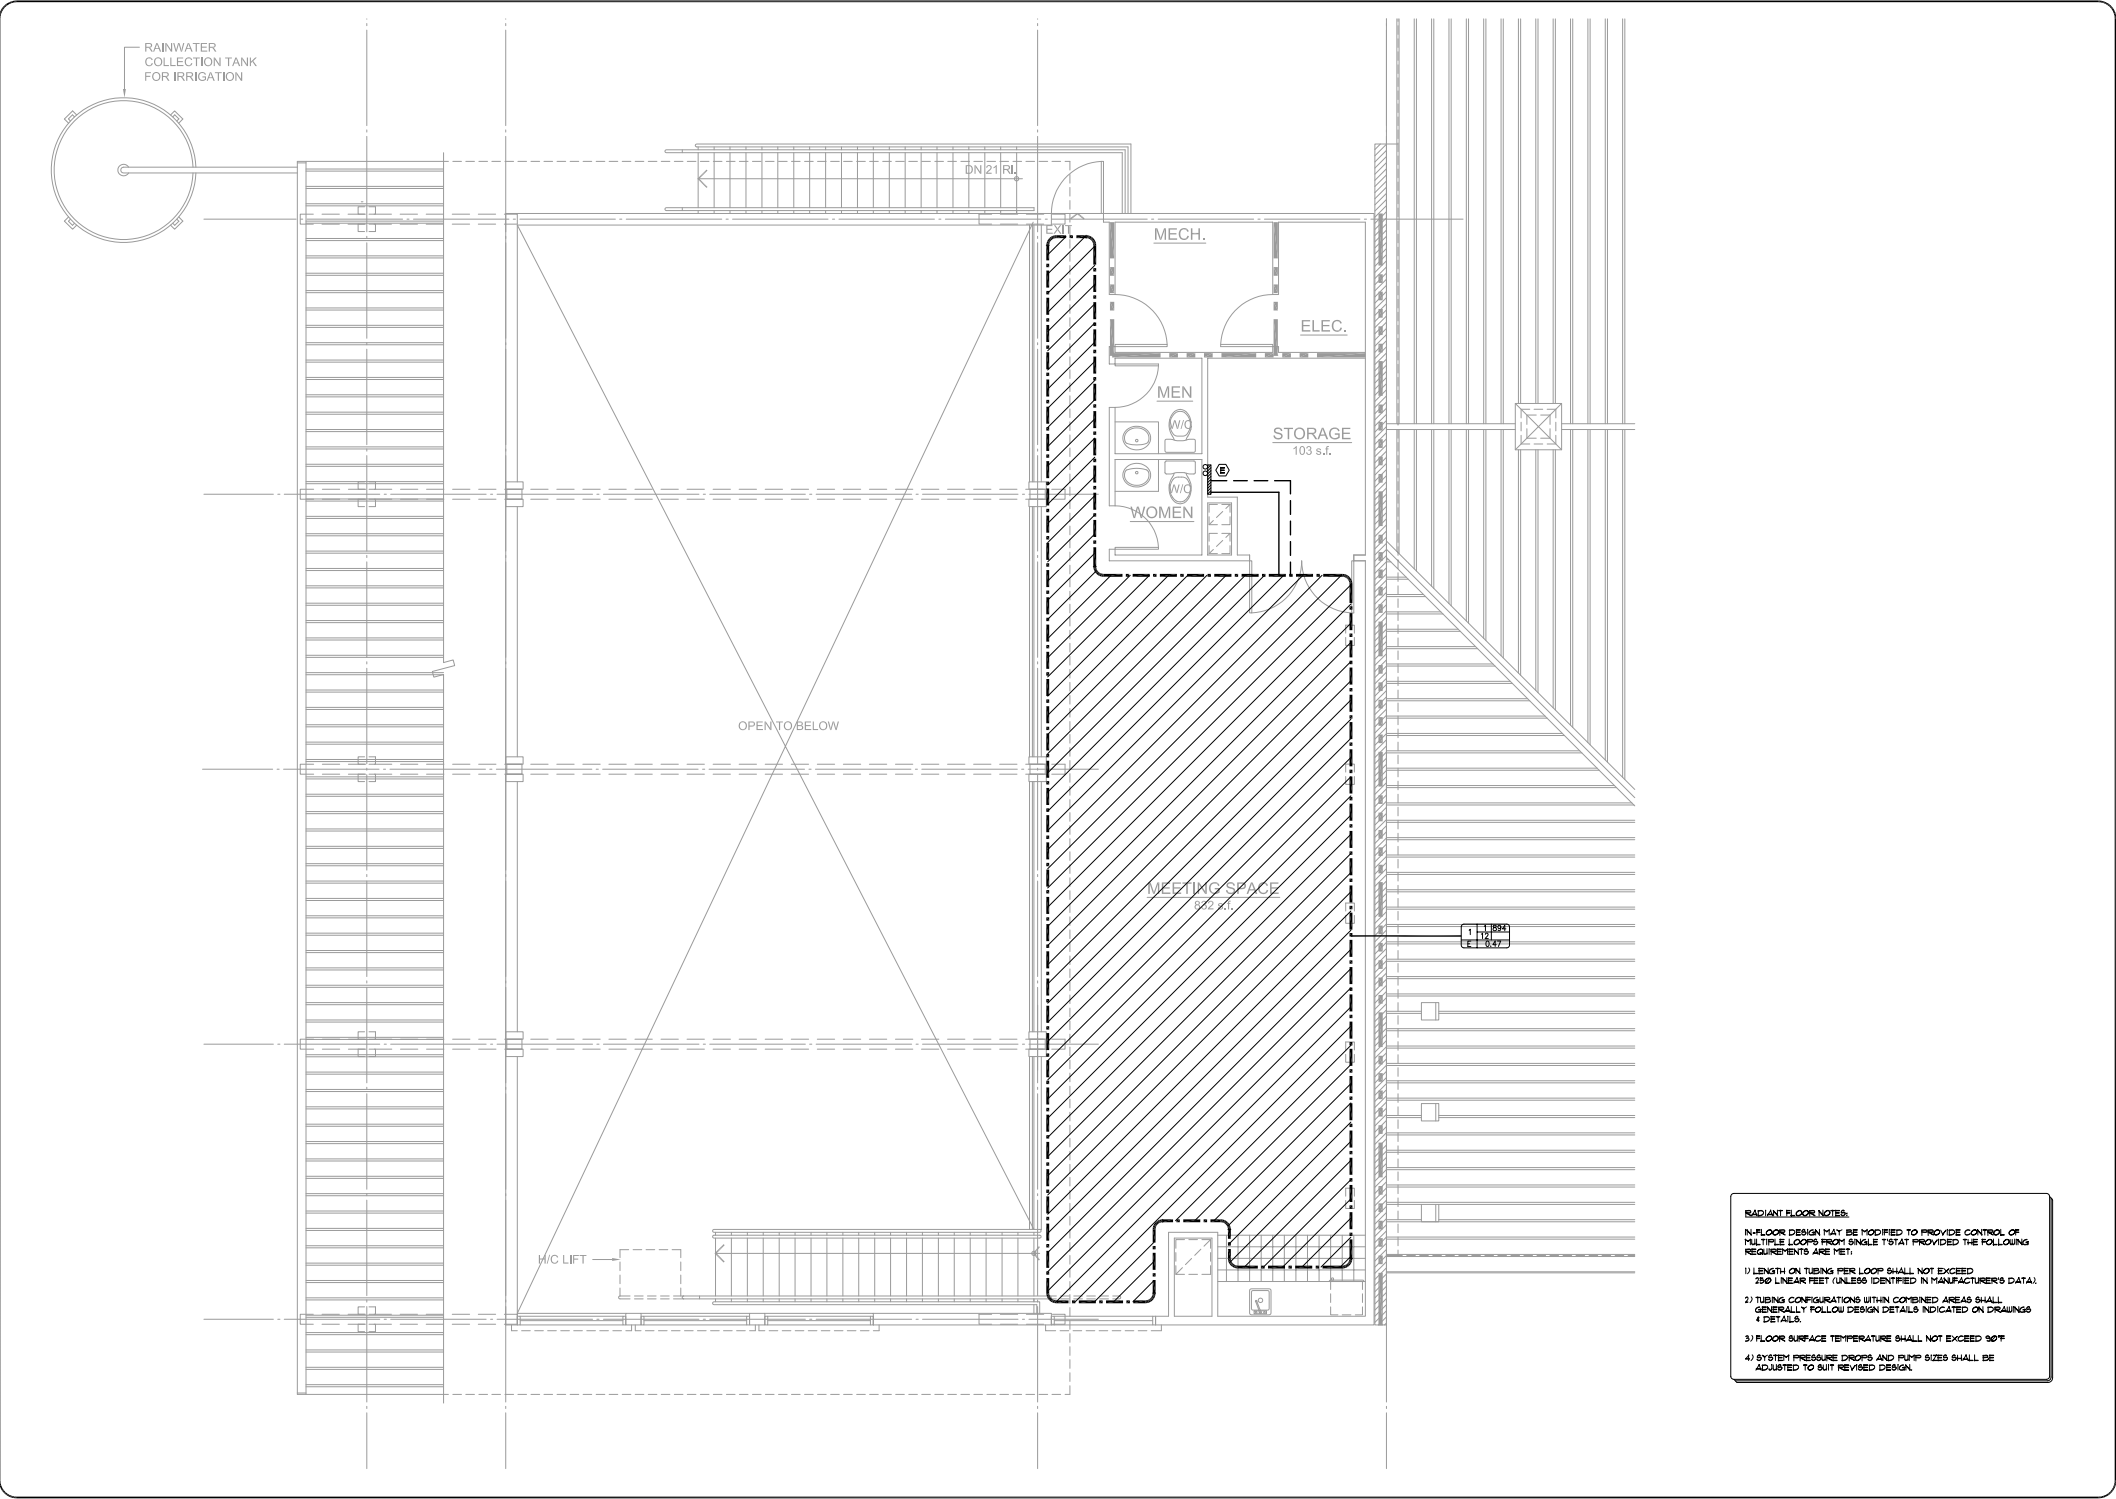 RAINWATER
COLLECTION TANK
FOR IRRIGATION
DN 21 RI.
EXIT
MECH.
ELEC.
MEN
W/C
STORAGE
103 s.f.
E
W/C
WOMEN
OPEN TO BELOW
MEETING SPACE
832 s.f.
1 1 894
12
E 0.47
H/C LIFT
RADIANT FLOOR NOTES:
IN-FLOOR DESIGN MAY BE MODIFIED TO PROVIDE CONTROL OF
MULTIPLE LOOPS FROM SINGLE T'STAT PROVIDED THE FOLLOWING
REQUIREMENTS ARE MET:
1) LENGTH ON TUBING PER LOOP SHALL NOT EXCEED
250 LINEAR FEET (UNLESS IDENTIFIED IN MANUFACTURER'S DATA).
2) TUBING CONFIGURATIONS WITHIN COMBINED AREAS SHALL
GENERALLY FOLLOW DESIGN DETAILS INDICATED ON DRAWINGS
& DETAILS.
3) FLOOR SURFACE TEMPERATURE SHALL NOT EXCEED 90°F
4) SYSTEM PRESSURE DROPS AND PUMP SIZES SHALL BE
ADJUSTED TO SUIT REVISED DESIGN.